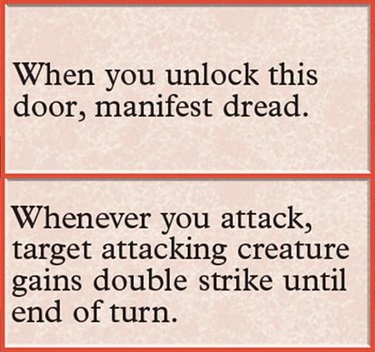 When you unlock this
door, manifest dread.
Whenever you attack,
target attacking creature
gains double strike until
end of turn.